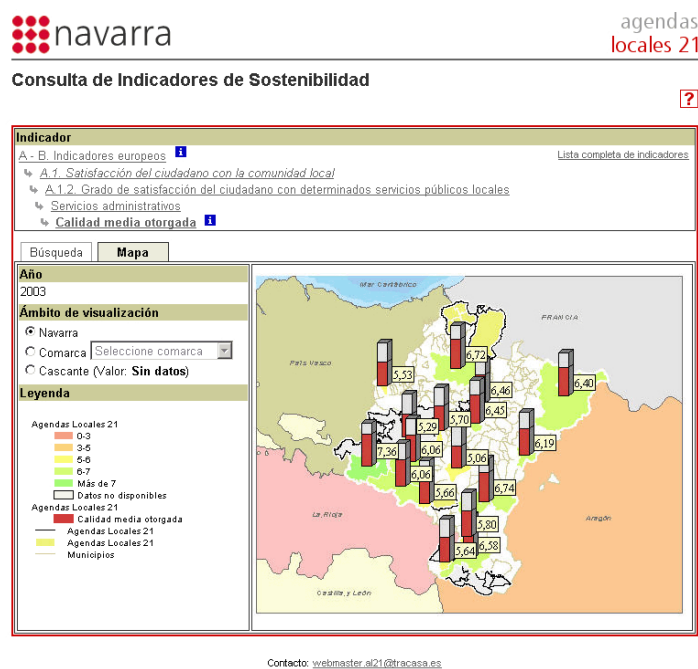 navarra
agendas
locales 21
Consulta de Indicadores de Sostenibilidad
?
Indicador
A - B. Indicadores europeos i
Lista completa de indicadores
A.1. Satisfacción del ciudadano con la comunidad local
A.1.2. Grado de satisfacción del ciudadano con determinados servicios públicos locales
Servicios administrativos
Calidad media otorgada i
Búsqueda
Mapa
Año
2003
Ámbito de visualización
Navarra
Comarca Seleccione comarca
Cascante (Valor: Sin datos)
Leyenda
Agendas Locales 21
0-3
3-5
5-6
6-7
Más de 7
Datos no disponibles
Agendas Locales 21
Calidad media otorgada
Agendas Locales 21
Agendas Locales 21
Municipios
Mar Cantábrico
FRANCIA
País Vasco
6,72
5,53
6,40
6,46
6,45
5,70
5,29
6,19
7,36
6,06
5,06
6,06
6,74
5,66
La Rioja
Aragón
5,80
6,58
5,64
Castilla, y León
Contacto: webmaster.al21@tracasa.es